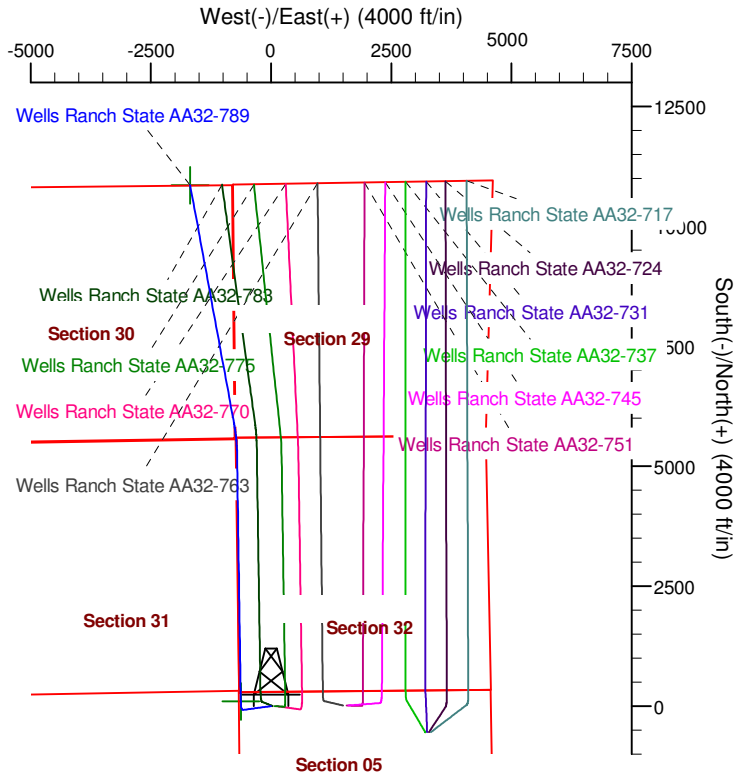 West(-)/East(+) (4000 ft/in)
-5000 -2500 0 2500 5000 7500
12500
Wells Ranch State AA32-789
Wells Ranch State AA32-717
Wells Ranch State AA32-724
Wells Ranch State AA32-783
Wells Ranch State AA32-731
Section 30
Section 29
500
Wells Ranch State AA32-737
Wells Ranch State AA32-775
Wells Ranch State AA32-745
Wells Ranch State AA32-770
Wells Ranch State AA32-751
5000
Wells Ranch State AA32-763
South(-)/North(+) (4000 ft/in)
2500
Section 31
Section 32
0
Section 05